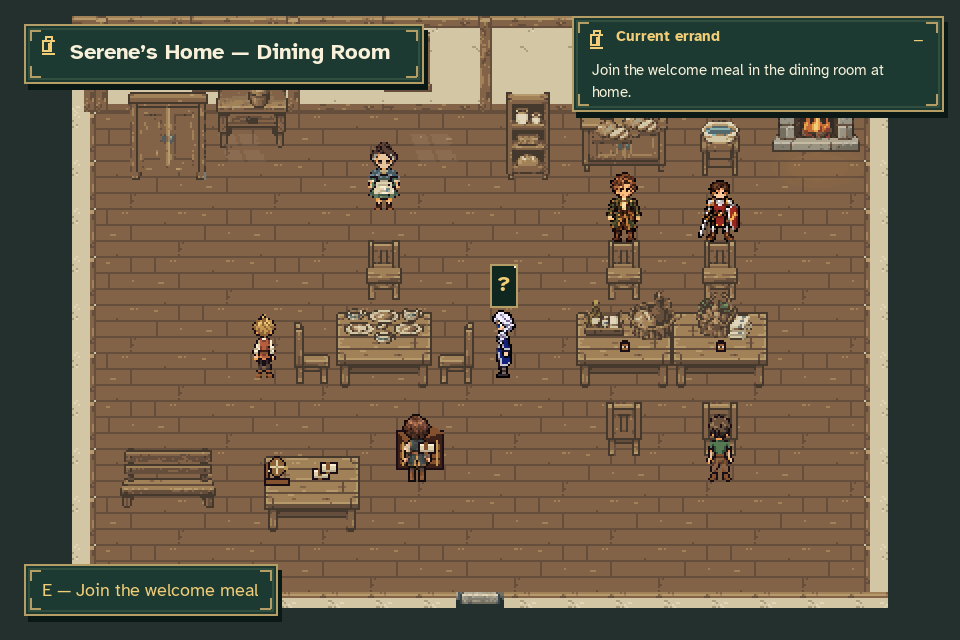 Serene’s Home — Dining Room
Current errand
Join the welcome meal in the dining room at
home.
?
E — Join the welcome meal